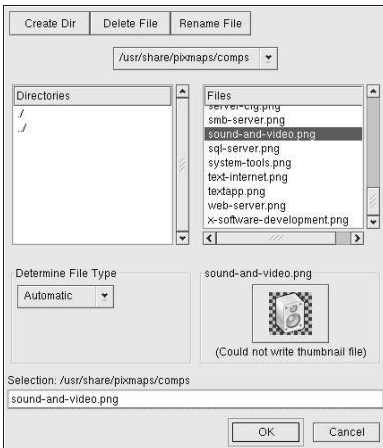 Create Dir Delete File Rename File
/usr/share/pixmaps/comps
Directories
./
../
Files
server-cfg.png
smb-server.png
sound-and-video.png
sql-server.png
system-tools.png
text-internet.png
textapp.png
web-server.png
x-software-development.png
Determine File Type
Automatic
sound-and-video.png
(Could not write thumbnail file)
Selection: /usr/share/pixmaps/comps
sound-and-video.png
OK Cancel